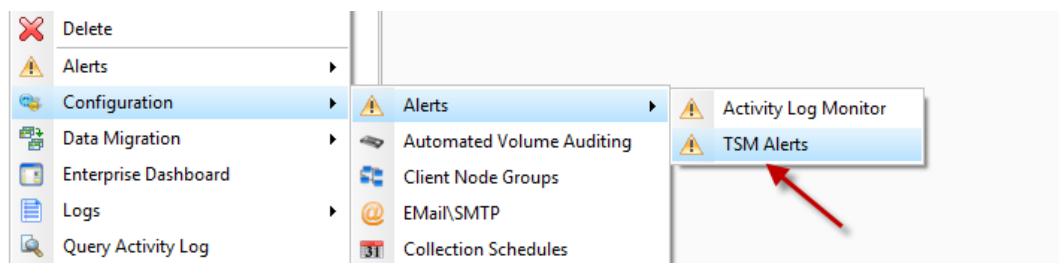 Delete
Alerts
Configuration
Data Migration
Enterprise Dashboard
Logs
Query Activity Log
Alerts
Automated Volume Auditing
Client Node Groups
EMail\SMTP
31 Collection Schedules
Activity Log Monitor
TSM Alerts